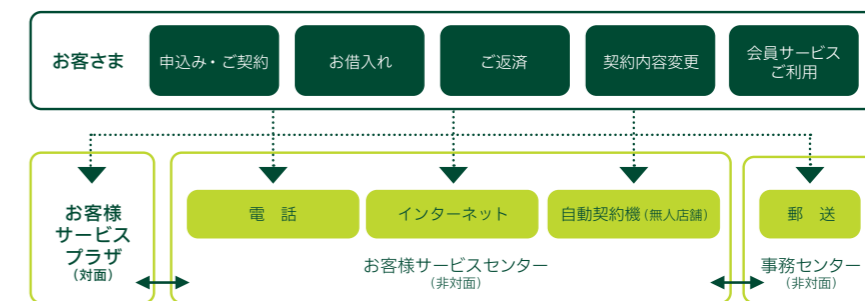 お客さま
申込み・ご契約
お借入れ
ご返済
契約内容変更
会員サービス
ご利用
お客様
サービス
プラザ
(対面)
電 話
インターネット
自動契約機(無人店舗)
お客様サービスセンター
(非対面)
郵 送
事務センター
(非対面)